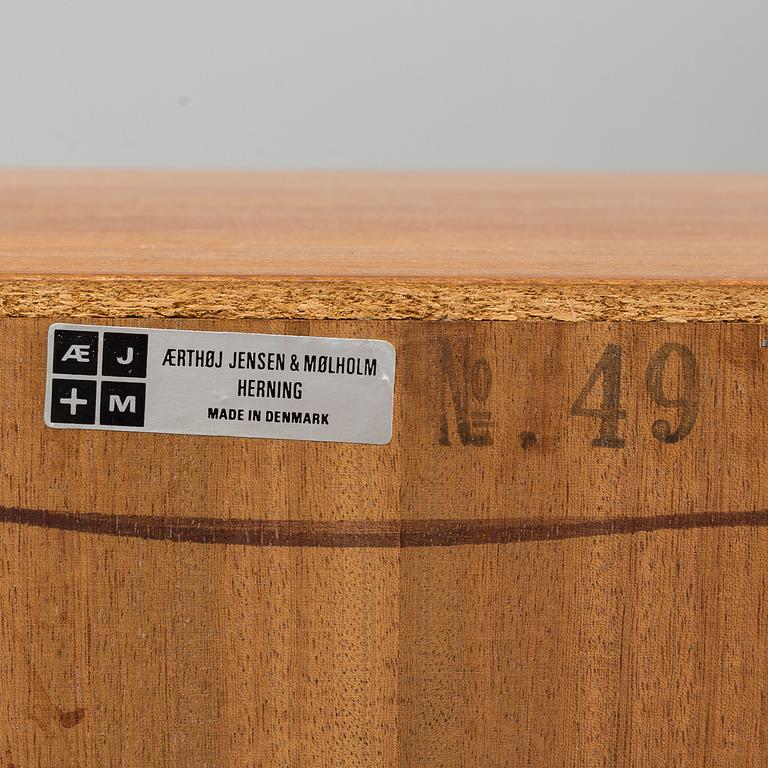 Æ J
+ M
ÆRTHØJ JENSEN & MØLHOLM
HERNING
MADE IN DENMARK
No. 49